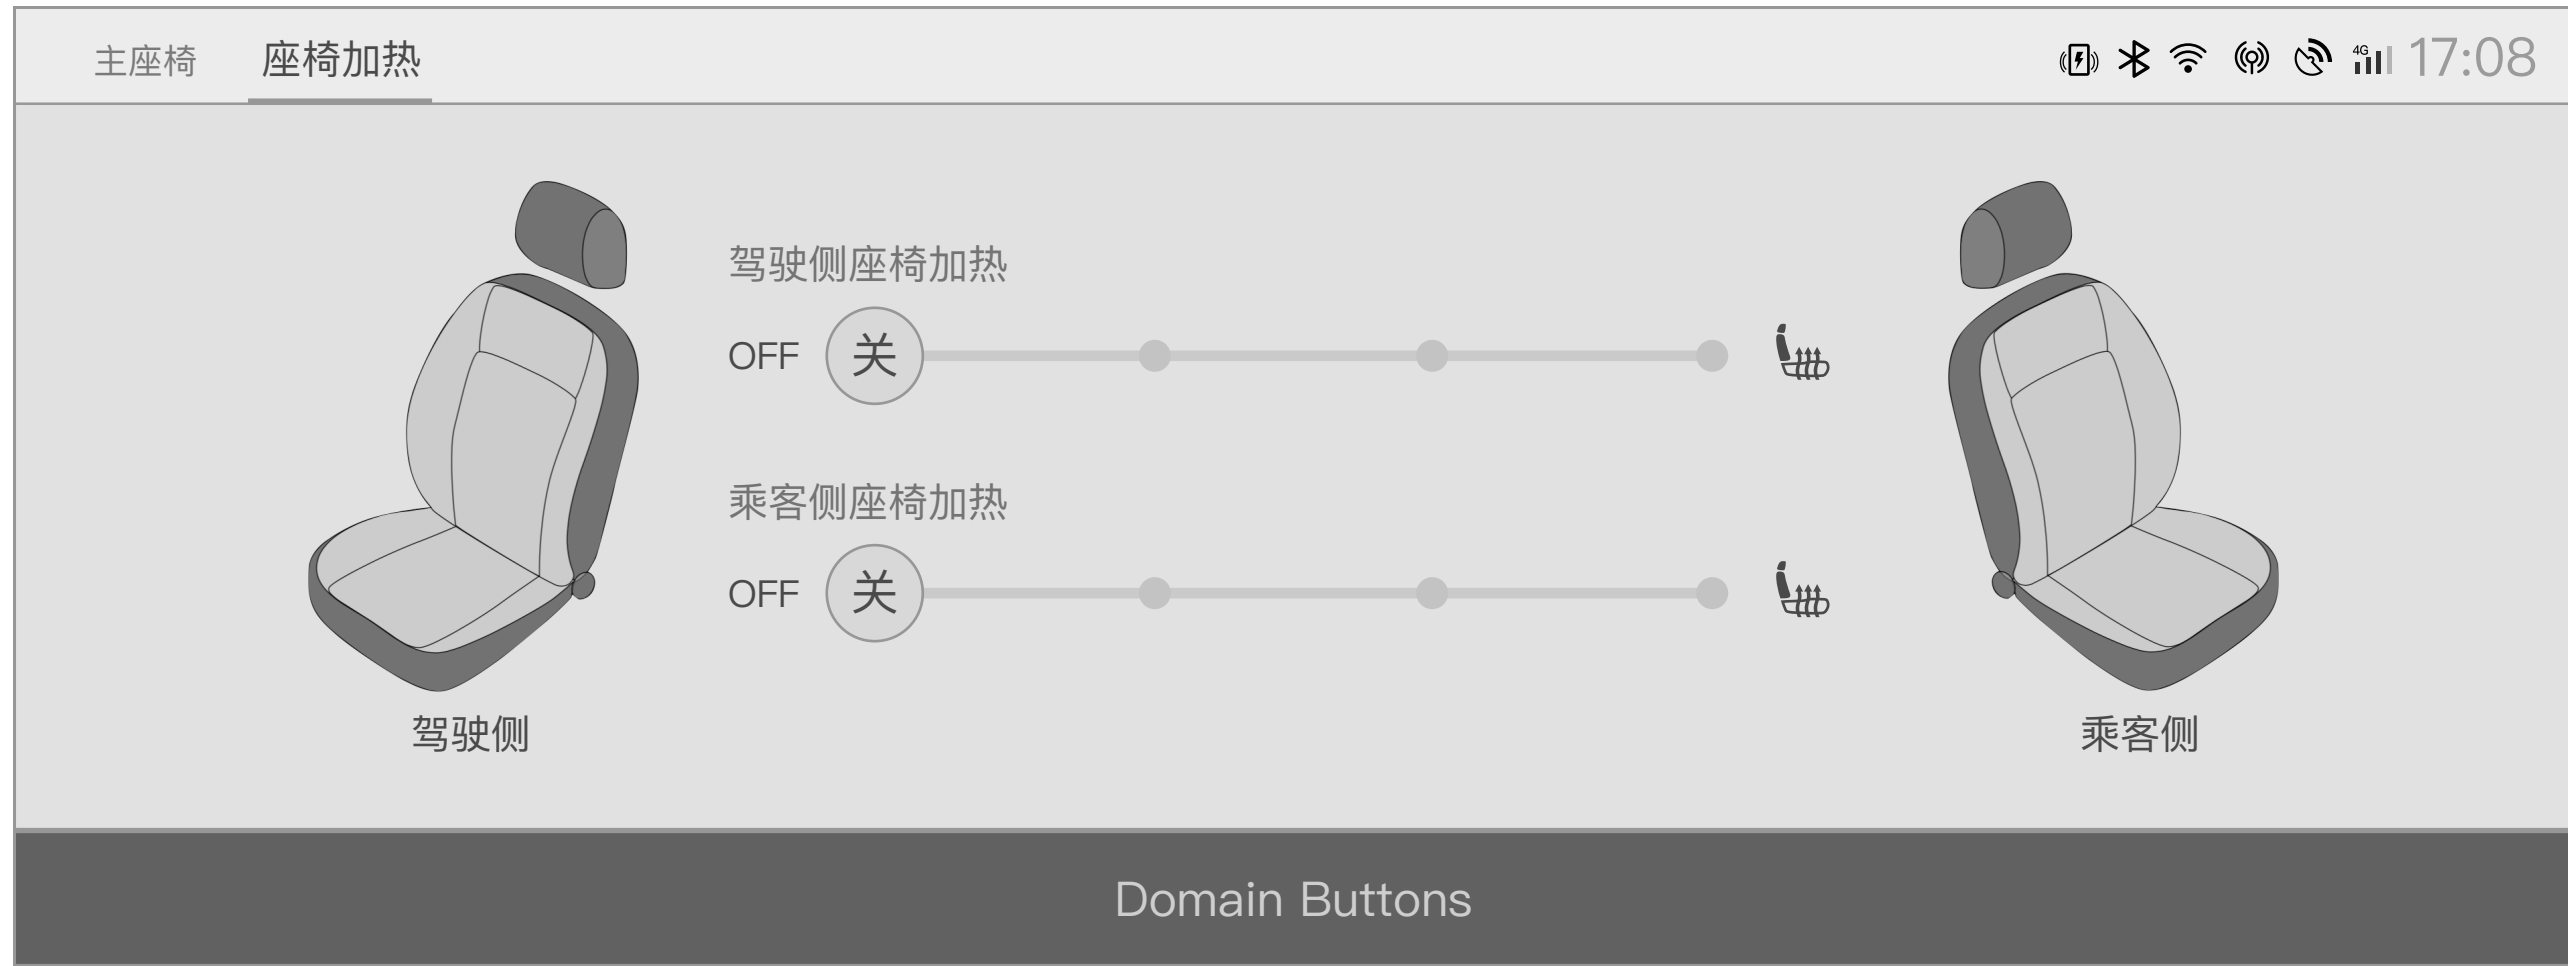 主座椅 座椅加热 4G 17:08
驾驶侧座椅加热
OFF 关
乘客侧座椅加热
OFF 关
驾驶侧 乘客侧
Domain Buttons